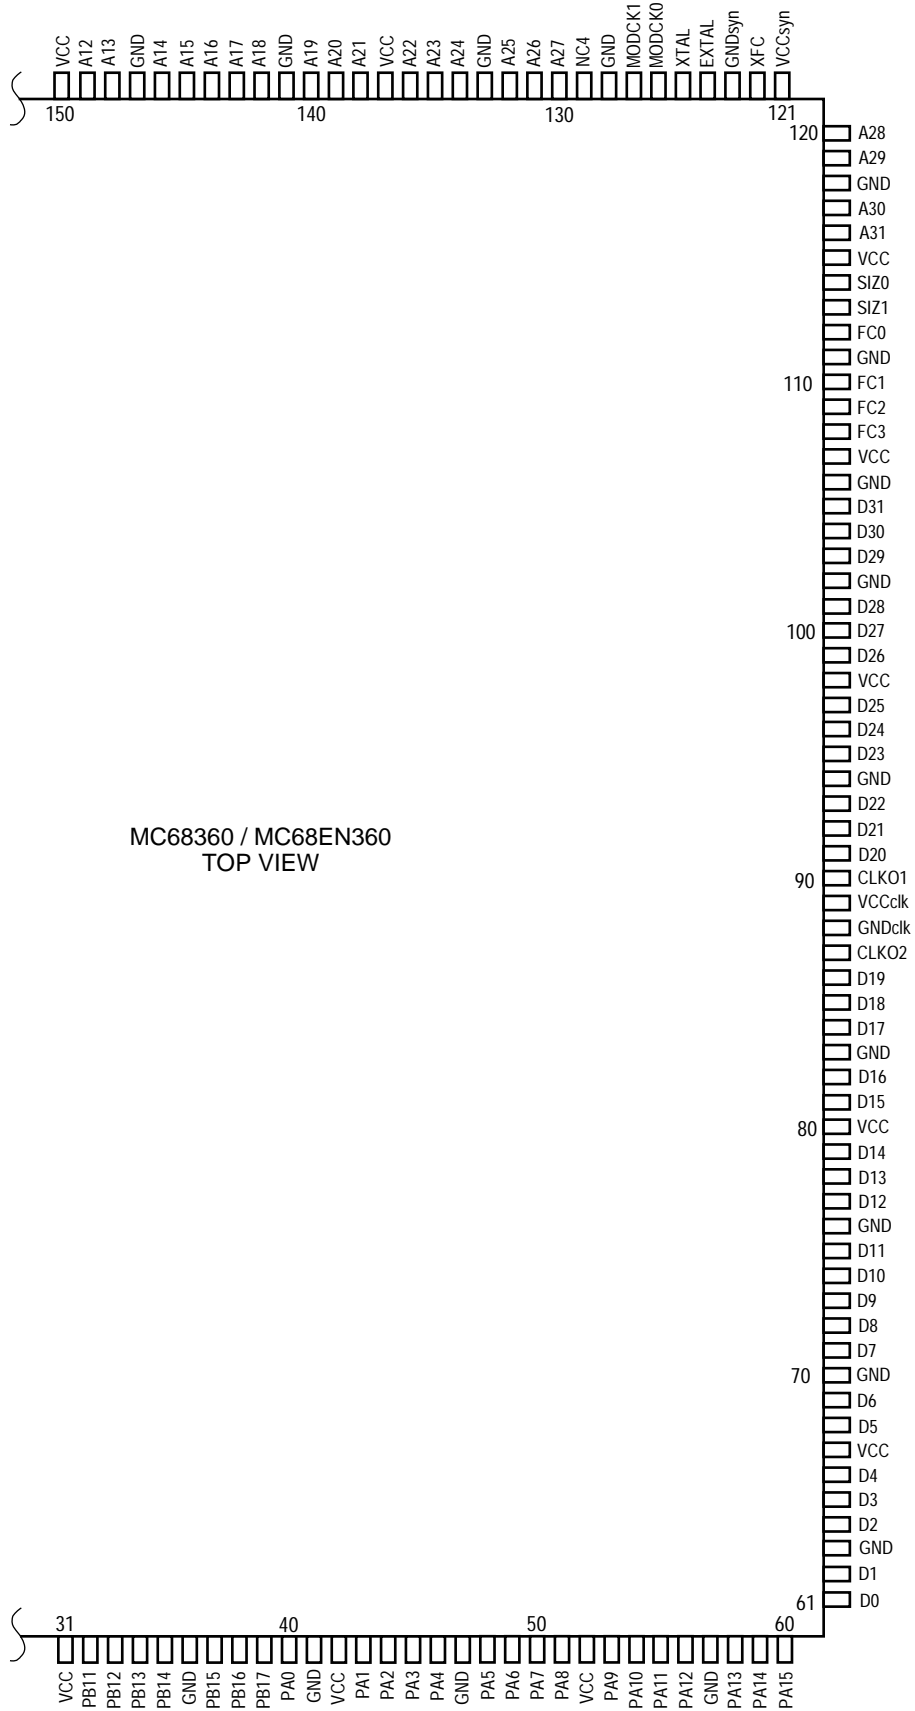 VCC
A12
A13
GND
A14
A15
A16
A17
A18
GND
A19
A20
A21
VCC
A22
A23
A24
GND
A25
A26
A27
NC4
GND
MODCK1
MODCK0
XTAL
EXTAL
GNDsyn
XFC
VCCsyn
150
140
130
121
120
A28
A29
GND
A30
A31
VCC
SIZ0
SIZ1
FC0
GND
110
FC1
FC2
FC3
VCC
GND
D31
D30
D29
GND
D28
100
D27
D26
VCC
D25
D24
D23
GND
D22
D21
D20
MC68360 / MC68EN360
TOP VIEW
90
CLKO1
VCCclk
GNDclk
CLKO2
D19
D18
D17
GND
D16
D15
80
VCC
D14
D13
D12
GND
D11
D10
D9
D8
D7
70
GND
D6
D5
VCC
D4
D3
D2
GND
D1
61
D0
31
40
50
60
VCC
PB11
PB12
PB13
PB14
GND
PB15
PB16
PB17
PA0
GND
VCC
PA1
PA2
PA3
PA4
GND
PA5
PA6
PA7
PA8
VCC
PA9
PA10
PA11
PA12
GND
PA13
PA14
PA15